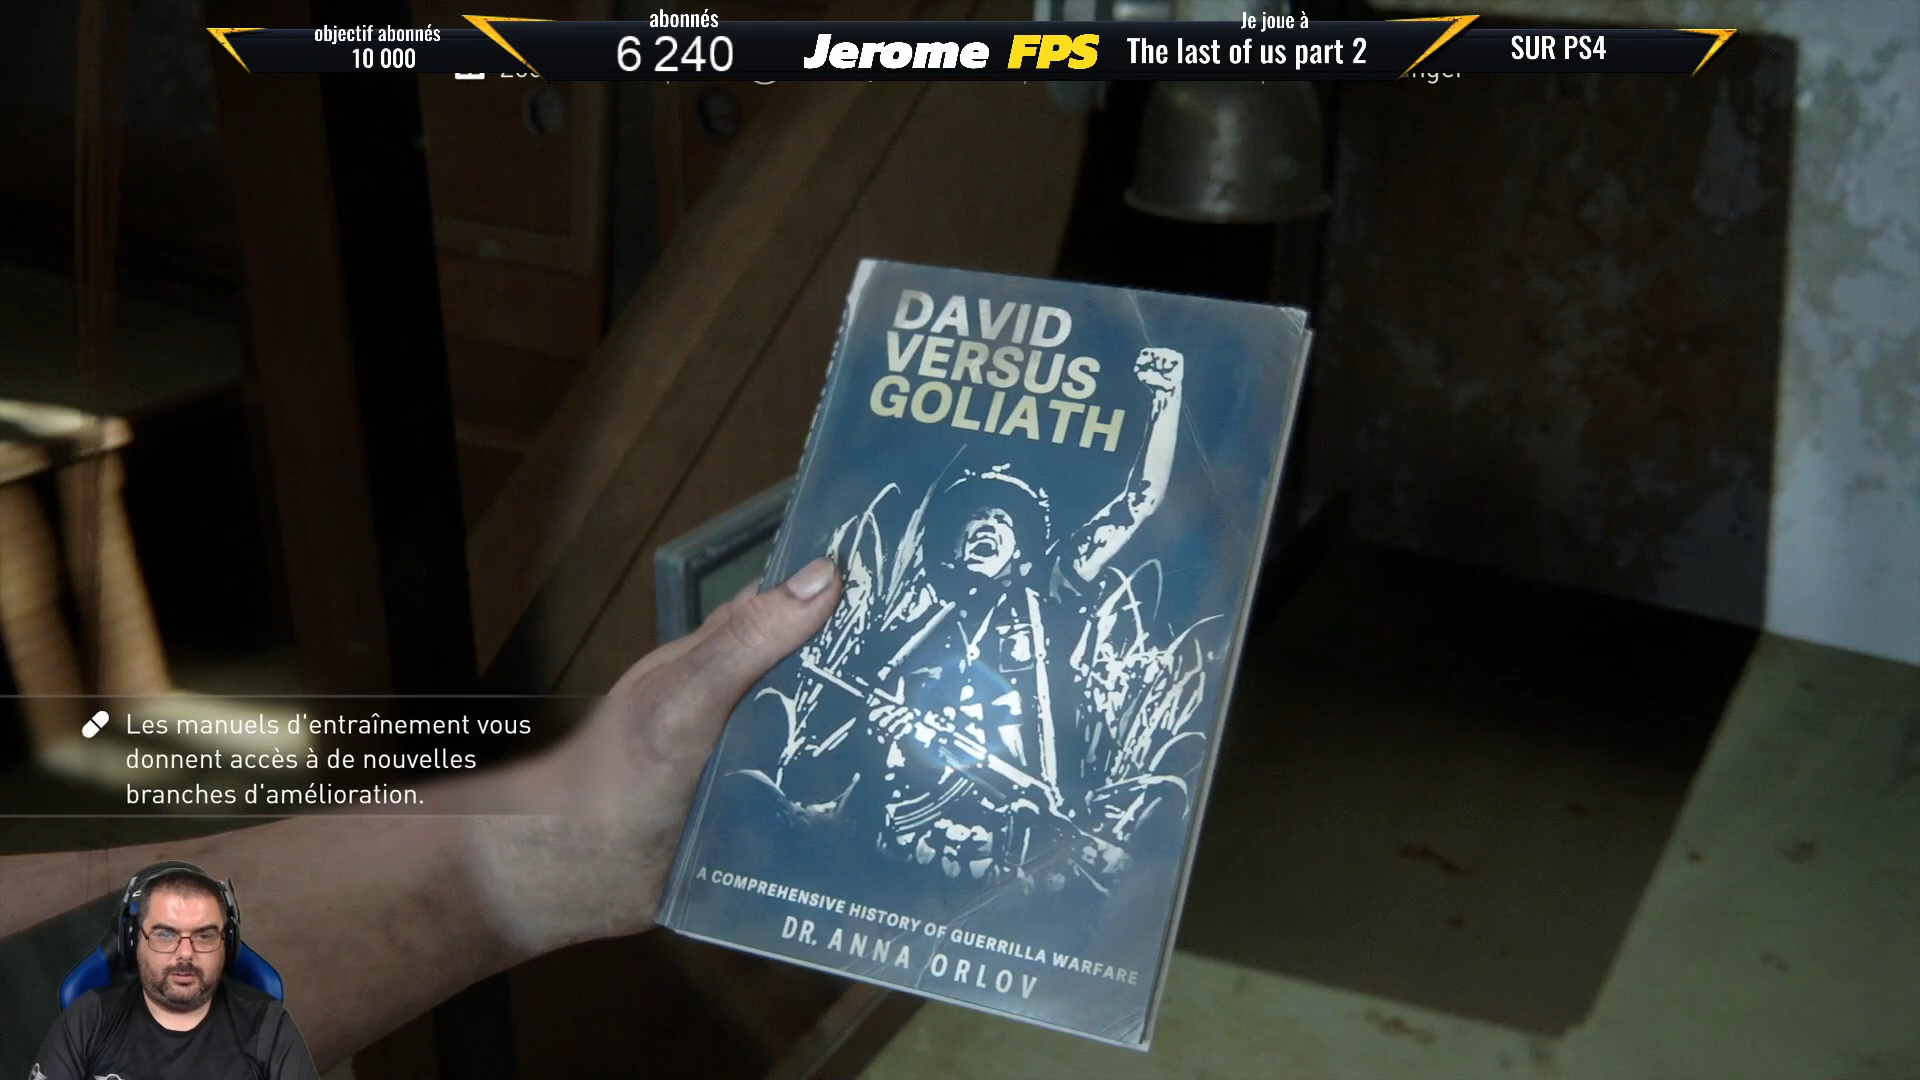 objectif abonnés
10 000
abonnés
6 240
Jerome FPS
Je joue à
The last of us part 2
SUR PS4
DAVID
VERSUS
GOLIATH
Les manuels d'entraînement vous
donnent accès à de nouvelles
branches d'amélioration.
A COMPREHENSIVE HISTORY OF GUERRILLA WARFARE
DR. ANNA ORLOV